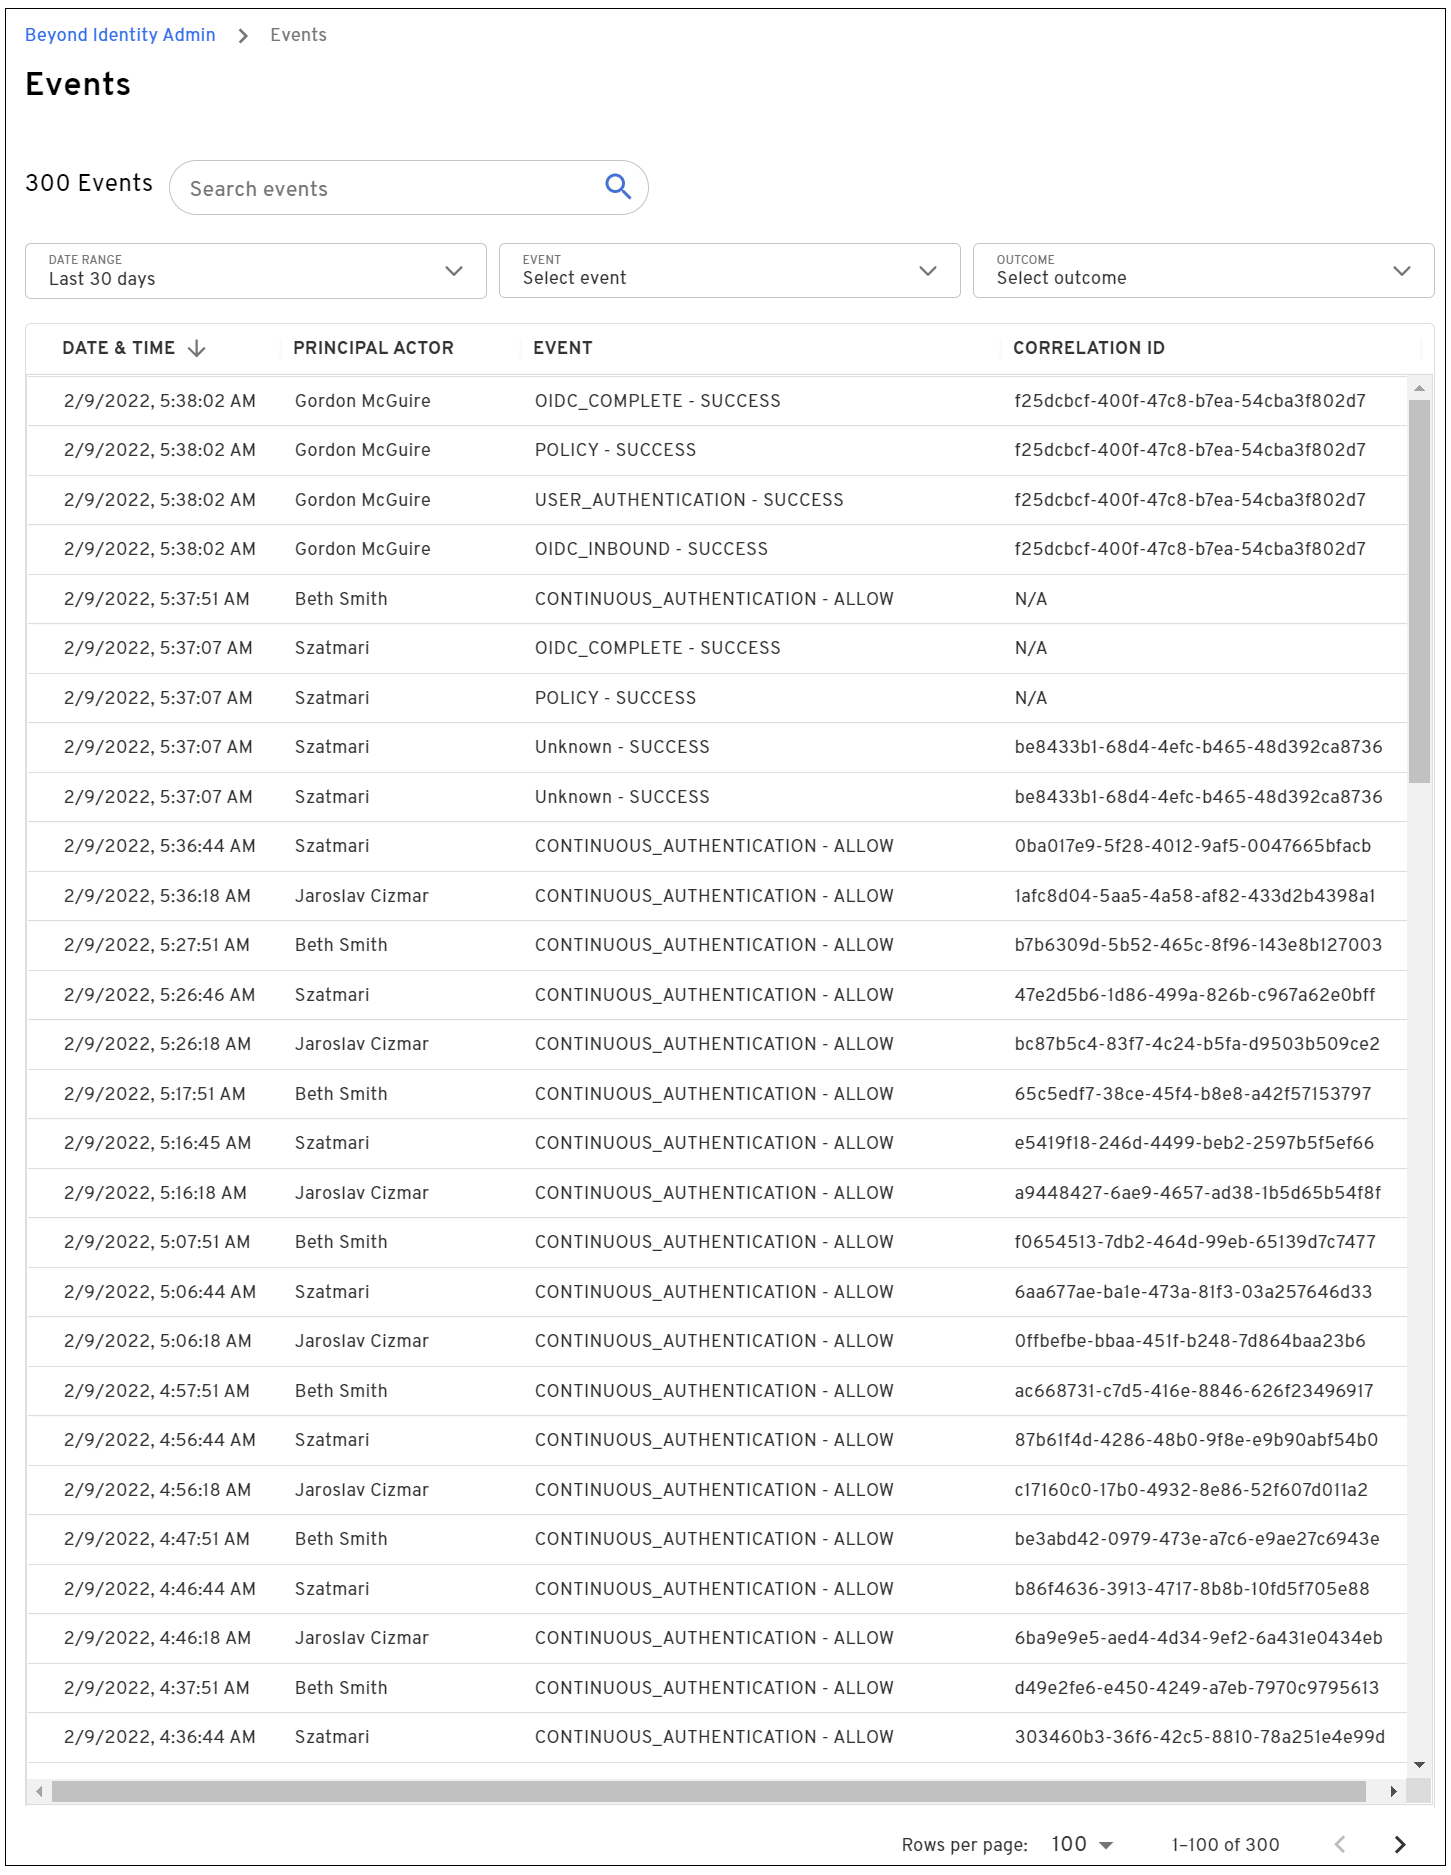 Beyond Identity Admin > Events
Events
300 Events Search events
DATE RANGE EVENT OUTCOME
Last 30 days Select event Select outcome
DATE & TIME PRINCIPAL ACTOR EVENT CORRELATION ID
2/9/2022, 5:38:02 AM Gordon McGuire OIDC_COMPLETE - SUCCESS f25dcbcf-400f-47c8-b7ea-54cba3f802d7
2/9/2022, 5:38:02 AM Gordon McGuire POLICY - SUCCESS f25dcbcf-400f-47c8-b7ea-54cba3f802d7
2/9/2022, 5:38:02 AM Gordon McGuire USER_AUTHENTICATION - SUCCESS f25dcbcf-400f-47c8-b7ea-54cba3f802d7
2/9/2022, 5:38:02 AM Gordon McGuire OIDC_INBOUND - SUCCESS f25dcbcf-400f-47c8-b7ea-54cba3f802d7
2/9/2022, 5:37:51 AM Beth Smith CONTINUOUS_AUTHENTICATION - ALLOW N/A
2/9/2022, 5:37:07 AM Szatmari OIDC_COMPLETE - SUCCESS N/A
2/9/2022, 5:37:07 AM Szatmari POLICY - SUCCESS N/A
2/9/2022, 5:37:07 AM Szatmari Unknown - SUCCESS be8433b1-68d4-4efc-b465-48d392ca8736
2/9/2022, 5:37:07 AM Szatmari Unknown - SUCCESS be8433b1-68d4-4efc-b465-48d392ca8736
2/9/2022, 5:36:44 AM Szatmari CONTINUOUS_AUTHENTICATION - ALLOW 0ba017e9-5f28-4012-9af5-0047665bfacb
2/9/2022, 5:36:18 AM Jaroslav Cizmar CONTINUOUS_AUTHENTICATION - ALLOW 1afc8d04-5aa5-4a58-af82-433d2b4398a1
2/9/2022, 5:27:51 AM Beth Smith CONTINUOUS_AUTHENTICATION - ALLOW b7b6309d-5b52-465c-8f96-143e8b127003
2/9/2022, 5:26:46 AM Szatmari CONTINUOUS_AUTHENTICATION - ALLOW 47e2d5b6-1d86-499a-826b-c967a62e0bff
2/9/2022, 5:26:18 AM Jaroslav Cizmar CONTINUOUS_AUTHENTICATION - ALLOW bc87b5c4-83f7-4c24-b5fa-d9503b509ce2
2/9/2022, 5:17:51 AM Beth Smith CONTINUOUS_AUTHENTICATION - ALLOW 65c5edf7-38ce-45f4-b8e8-a42f57153797
2/9/2022, 5:16:45 AM Szatmari CONTINUOUS_AUTHENTICATION - ALLOW e5419f18-246d-4499-beb2-2597b5f5ef66
2/9/2022, 5:16:18 AM Jaroslav Cizmar CONTINUOUS_AUTHENTICATION - ALLOW a9448427-6ae9-4657-ad38-1b5d65b54f8f
2/9/2022, 5:07:51 AM Beth Smith CONTINUOUS_AUTHENTICATION - ALLOW f0654513-7db2-464d-99eb-65139d7c7477
2/9/2022, 5:06:44 AM Szatmari CONTINUOUS_AUTHENTICATION - ALLOW 6aa677ae-ba1e-473a-81f3-03a257646d33
2/9/2022, 5:06:18 AM Jaroslav Cizmar CONTINUOUS_AUTHENTICATION - ALLOW 0ffbefbe-bbaa-451f-b248-7d864baa23b6
2/9/2022, 4:57:51 AM Beth Smith CONTINUOUS_AUTHENTICATION - ALLOW ac668731-c7d5-416e-8846-626f23496917
2/9/2022, 4:56:44 AM Szatmari CONTINUOUS_AUTHENTICATION - ALLOW 87b61f4d-4286-48b0-9f8e-e9b90abf54b0
2/9/2022, 4:56:18 AM Jaroslav Cizmar CONTINUOUS_AUTHENTICATION - ALLOW c17160c0-17b0-4932-8e86-52f607d011a2
2/9/2022, 4:47:51 AM Beth Smith CONTINUOUS_AUTHENTICATION - ALLOW be3abd42-0979-473e-a7c6-e9ae27c6943e
2/9/2022, 4:46:44 AM Szatmari CONTINUOUS_AUTHENTICATION - ALLOW b86f4636-3913-4717-8b8b-10fd5f705e88
2/9/2022, 4:46:18 AM Jaroslav Cizmar CONTINUOUS_AUTHENTICATION - ALLOW 6ba9e9e5-aed4-4d34-9ef2-6a431e0434eb
2/9/2022, 4:37:51 AM Beth Smith CONTINUOUS_AUTHENTICATION - ALLOW d49e2fe6-e450-4249-a7eb-7970c9795613
2/9/2022, 4:36:44 AM Szatmari CONTINUOUS_AUTHENTICATION - ALLOW 303460b3-36f6-42c5-8810-78a251e4e99d
Rows per page: 100 1-100 of 300